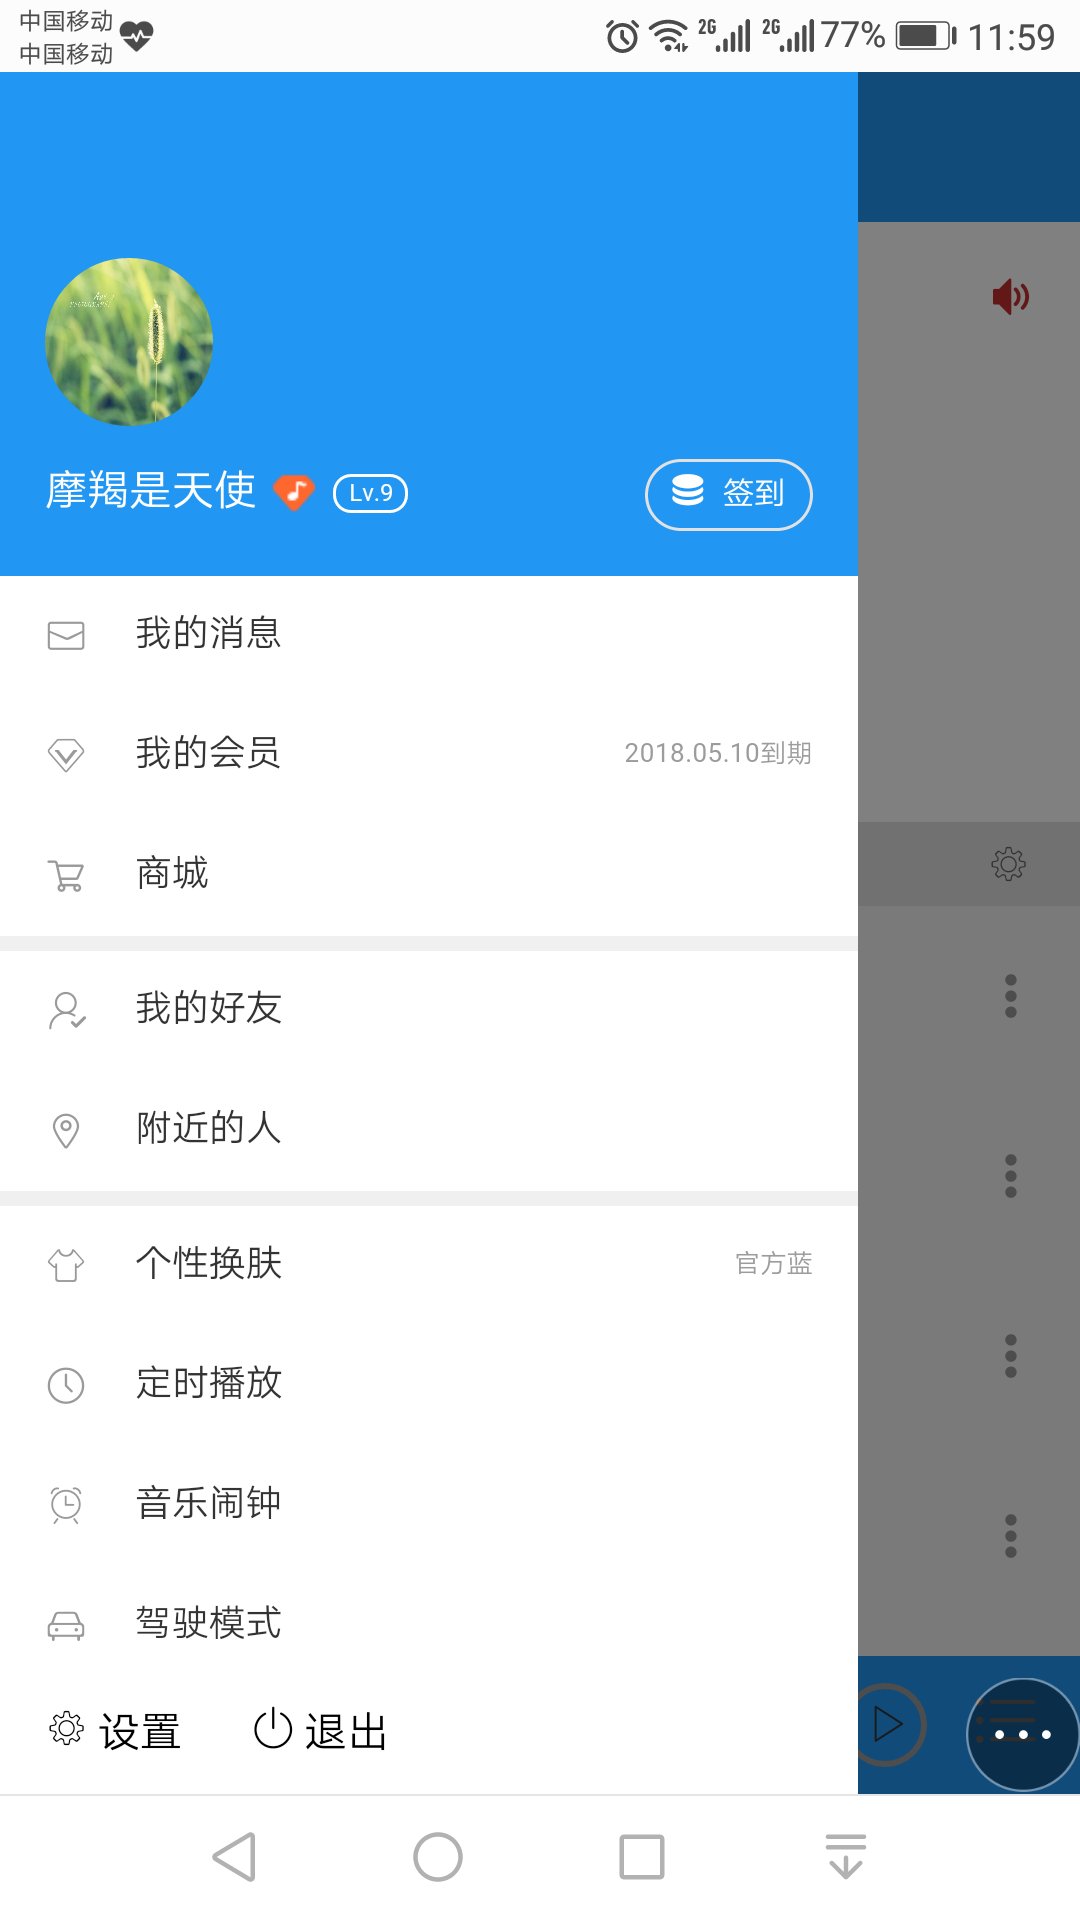 中国移动
中国移动
2G 2G 77% 11:59
摩羯是天使 Lv.9 签到
我的消息
我的会员 2018.05.10到期
商城
我的好友
附近的人
个性换肤 官方蓝
定时播放
音乐闹钟
驾驶模式
设置 退出